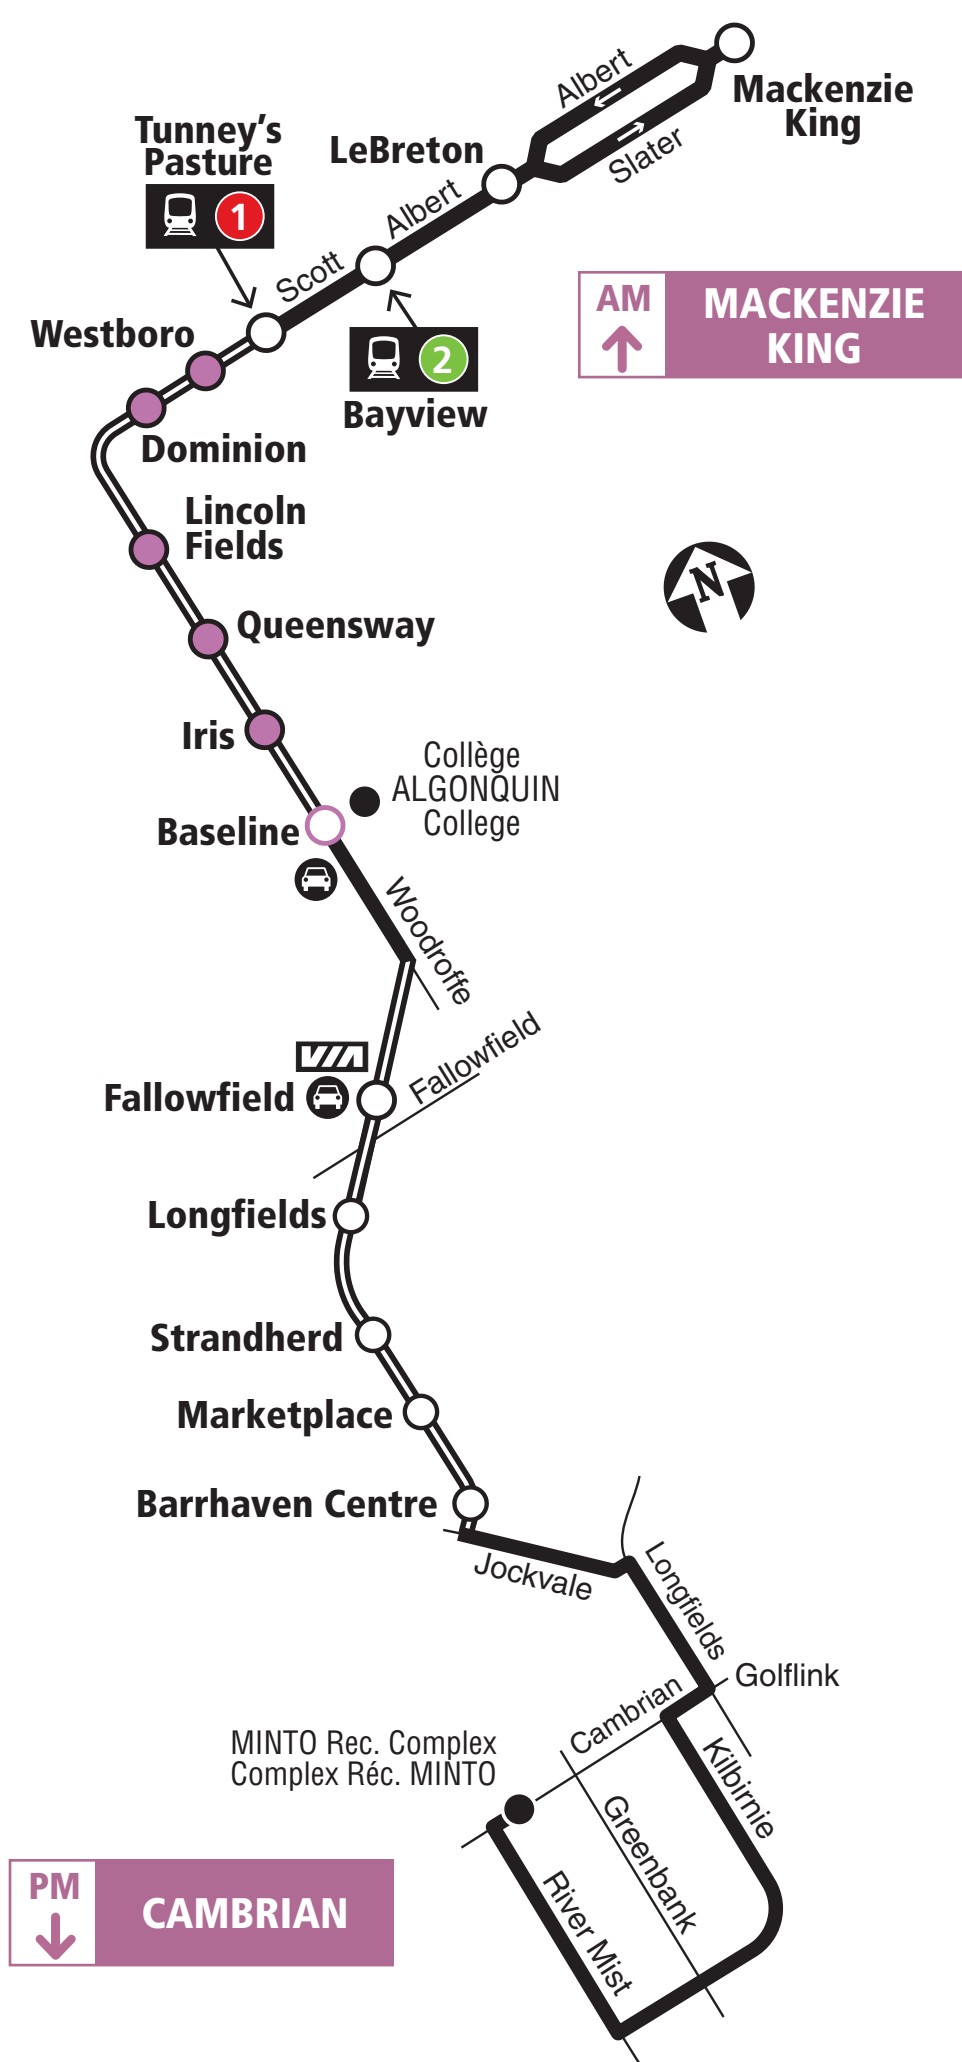 Albert
Mackenzie
King
Slater
Tunney's
Pasture
1
LeBreton
Albert
Scott
Westboro
2
Bayview
AM
MACKENZIE
KING
Dominion
Lincoln
Fields
N
Queensway
Iris
Collège
ALGONQUIN
College
Baseline
Woodroffe
VIA
Fallowfield
Fallowfield
Longfields
Strandherd
Marketplace
Barrhaven Centre
Jockvale
Longfields
Golflink
Cambrian
MINTO Rec. Complex
Complex Réc. MINTO
Kilbirnie
Greenbank
River Mist
PM
CAMBRIAN